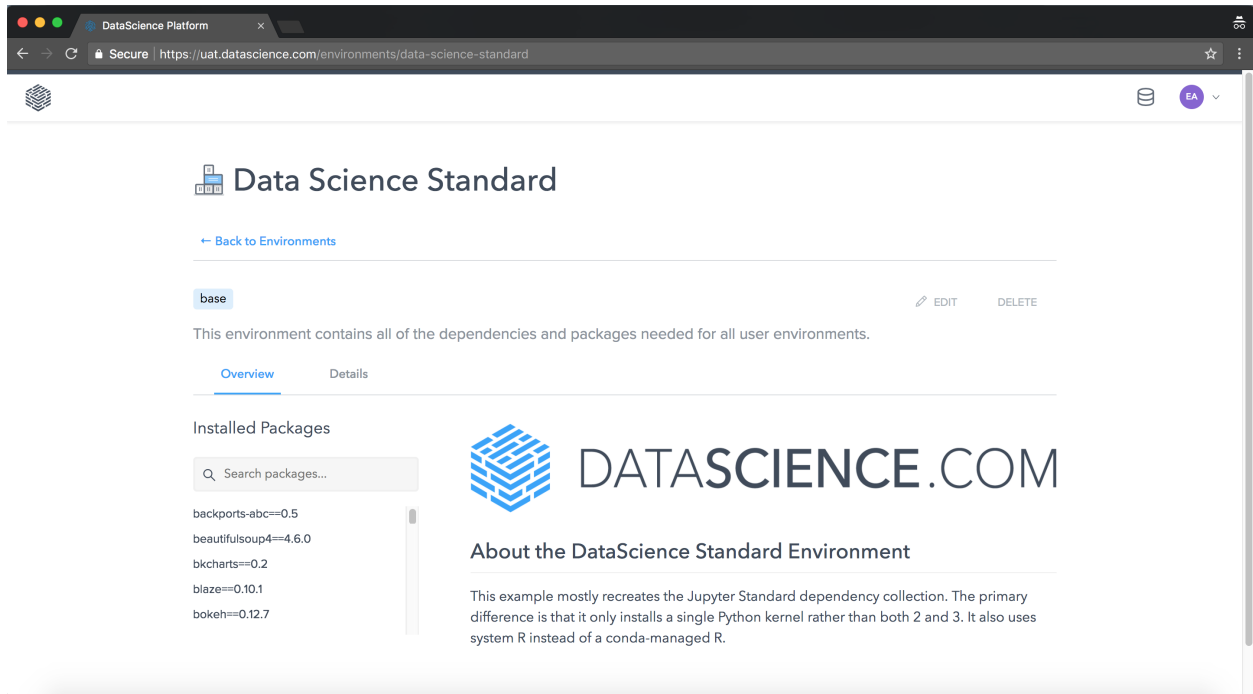 DataScience Platform
Secure https://uat.datascience.com/environments/data-science-standard
EA
Data Science Standard
← Back to Environments
base
EDIT DELETE
This environment contains all of the dependencies and packages needed for all user environments.
Overview Details
Installed Packages
Search packages...
backports-abc==0.5
beautifulsoup4==4.6.0
bkcharts==0.2
blaze==0.10.1
bokeh==0.12.7
DATASCIENCE.COM
About the DataScience Standard Environment
This example mostly recreates the Jupyter Standard dependency collection. The primary
difference is that it only installs a single Python kernel rather than both 2 and 3. It also uses
system R instead of a conda-managed R.